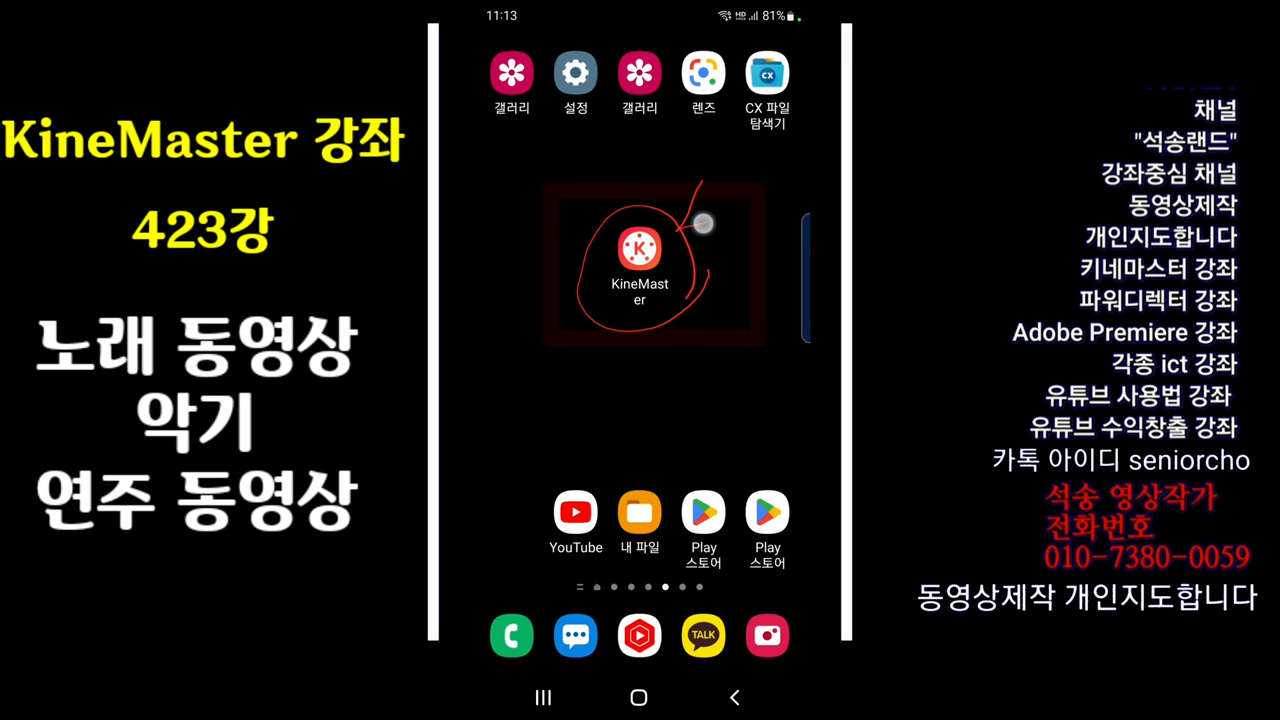 KineMaster 강좌
423강
노래 동영상
악기
연주 동영상
11:13
81%
갤러리
설정
갤러리
렌즈
CX 파일
탐색기
CX
K
KineMast
er
YouTube
내 파일
Play
스토어
Play
스토어
TALK
채널
"석송랜드"
강좌중심 채널
동영상제작
개인지도합니다
키네마스터 강좌
파워디렉터 강좌
Adobe Premiere 강좌
각종 ict 강좌
유튜브 사용법 강좌
유튜브 수익창출 강좌
카톡 아이디 seniorcho
석송 영상작가
전화번호
010-7380-0059
동영상제작 개인지도합니다